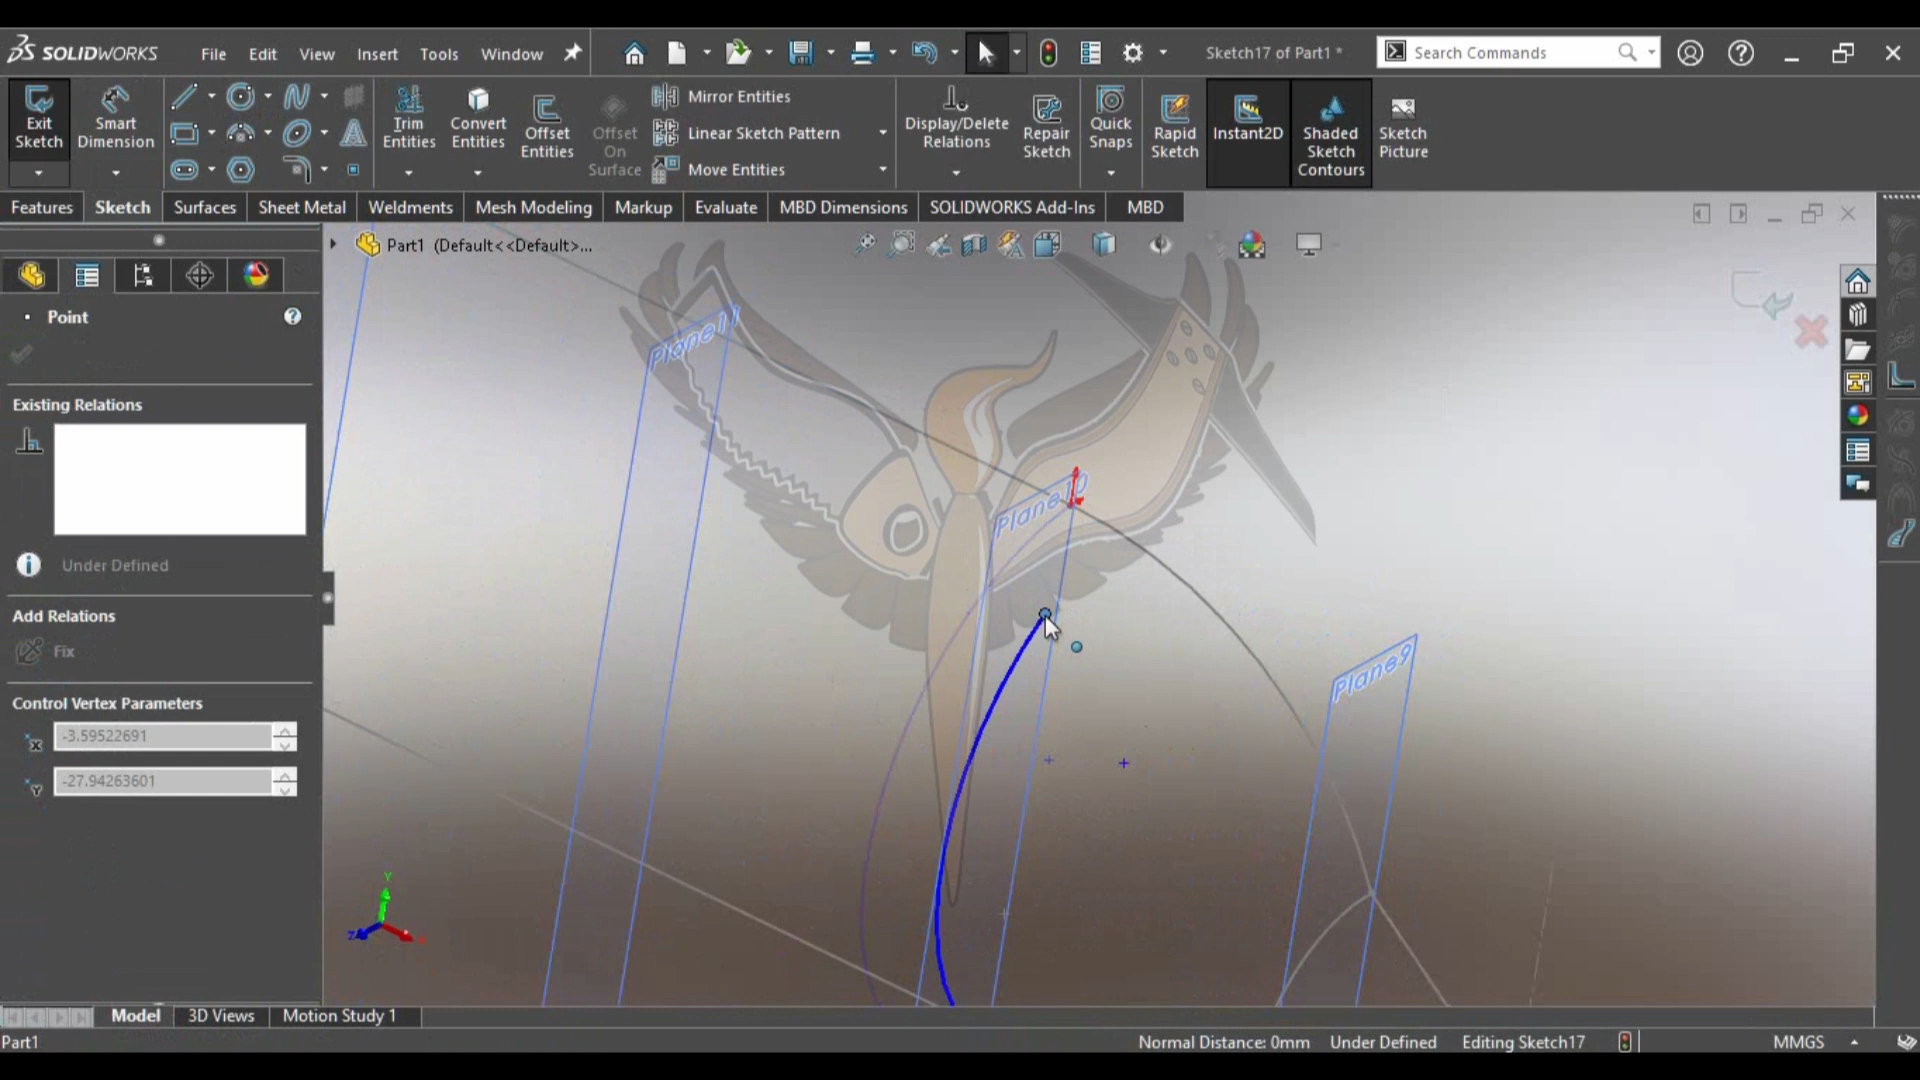 SOLIDWORKS File Edit View Insert Tools Window Sketch17 of Part1 * Search Commands
Exit Sketch
Smart Dimension
Trim Entities
Convert Entities
Offset Entities
Offset On Surface
Mirror Entities
Linear Sketch Pattern
Move Entities
Display/Delete Relations
Repair Sketch
Quick Snaps
Rapid Sketch
Instant2D
Shaded Sketch Contours
Sketch Picture
Features Sketch Surfaces Sheet Metal Weldments Mesh Modeling Markup Evaluate MBD Dimensions SOLIDWORKS Add-Ins MBD
Part1 (Default<<Default>...
Point
Existing Relations
Under Defined
Add Relations
Fix
Control Vertex Parameters
X -3.59522691
Y -27.94263601
Plane11
Plane10
Plane9
Y
Z
X
Model 3D Views Motion Study 1
Part1 Normal Distance: 0mm Under Defined Editing Sketch17 MMGS